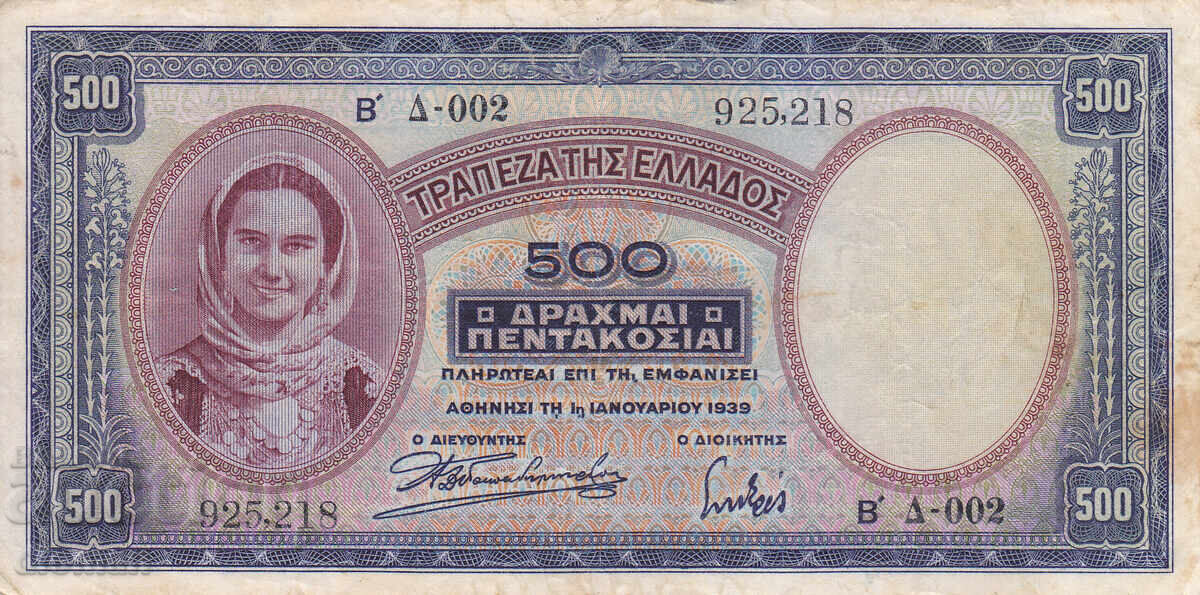 500
500
Β΄ Δ-002
925,218
ΤΡΑΠΕΖΑ ΤΗΣ ΕΛΛΑΔΟΣ
500
ΔΡΑΧΜΑΙ
ΠΕΝΤΑΚΟΣΙΑΙ
ΠΛΗΡΩΤΕΑΙ ΕΠΙ ΤΗι ΕΜΦΑΝΙΣΕΙ
ΑΘΗΝΗΣΙ ΤΗ 1η ΙΑΝΟΥΑΡΙΟΥ 1939
Ο ΔΙΕΥΘΥΝΤΗΣ
Ο ΔΙΟΙΚΗΤΗΣ
925,218
Β΄ Δ-002
500
500